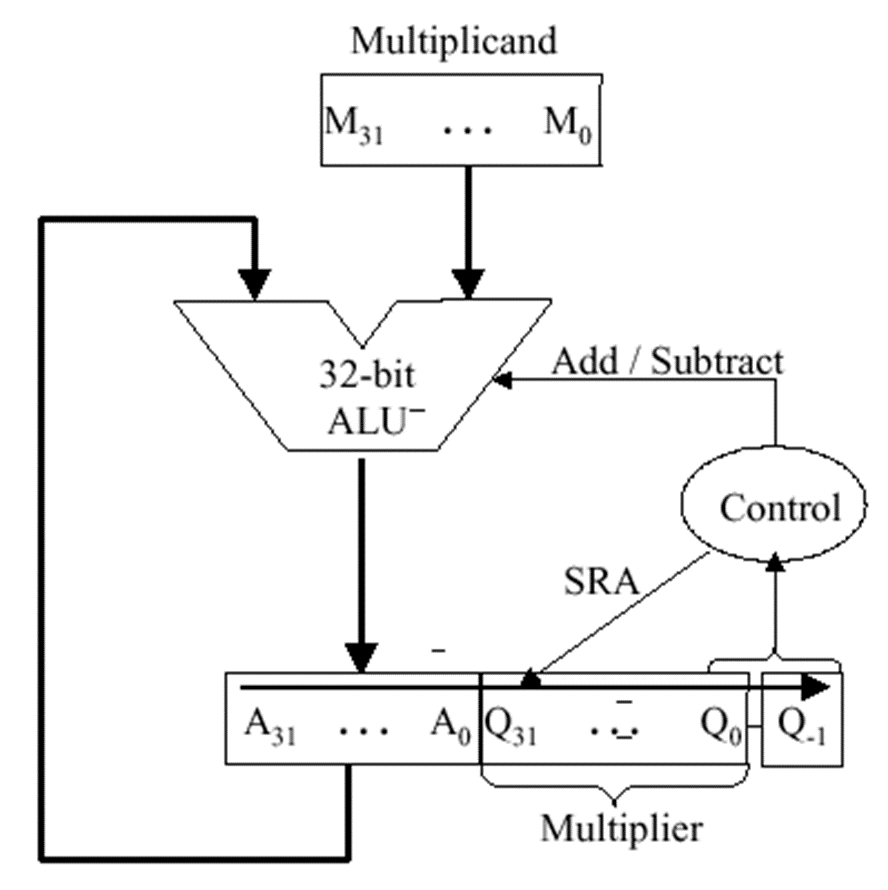 Multiplicand
M31 ... M0
32-bit
ALU
Add / Subtract
Control
SRA
A31 ... A0 Q31 ... Q0 Q-1
Multiplier